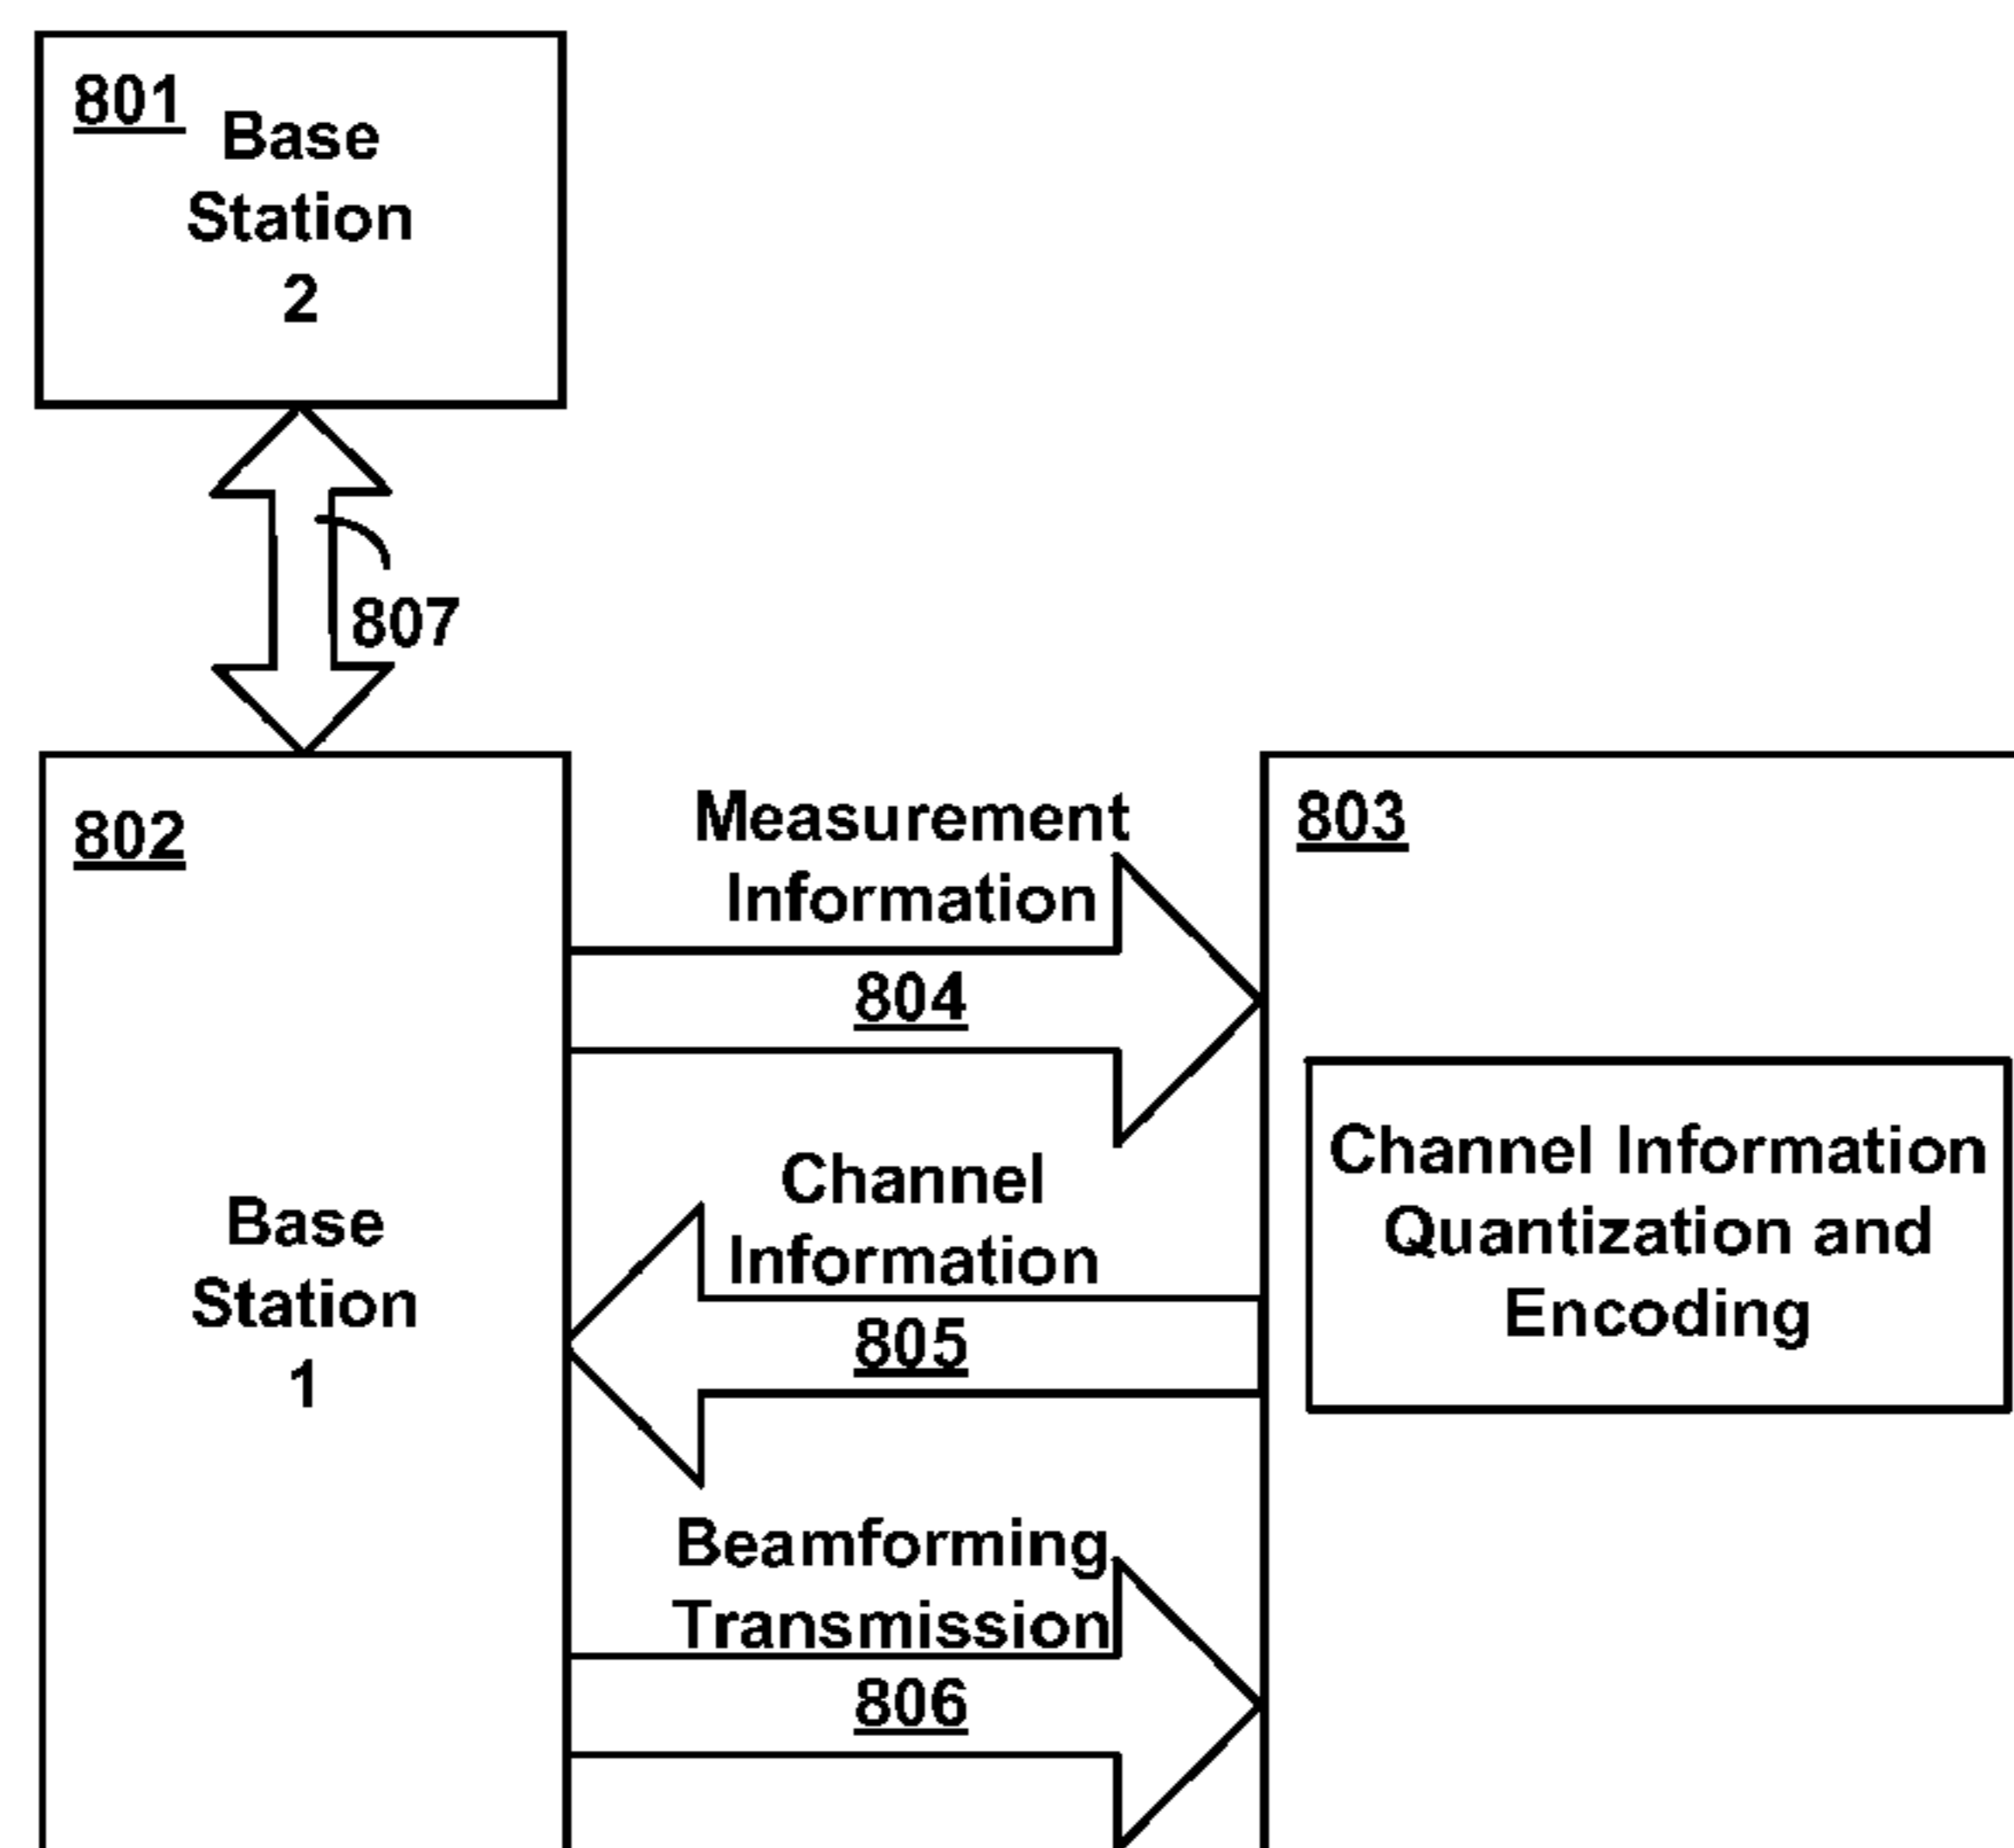 801
Base
Station
2
807
802
Base
Station
1
Measurement
Information
804
Channel
Information
805
Beamforming
Transmission
806
803
Channel Information
Quantization and
Encoding